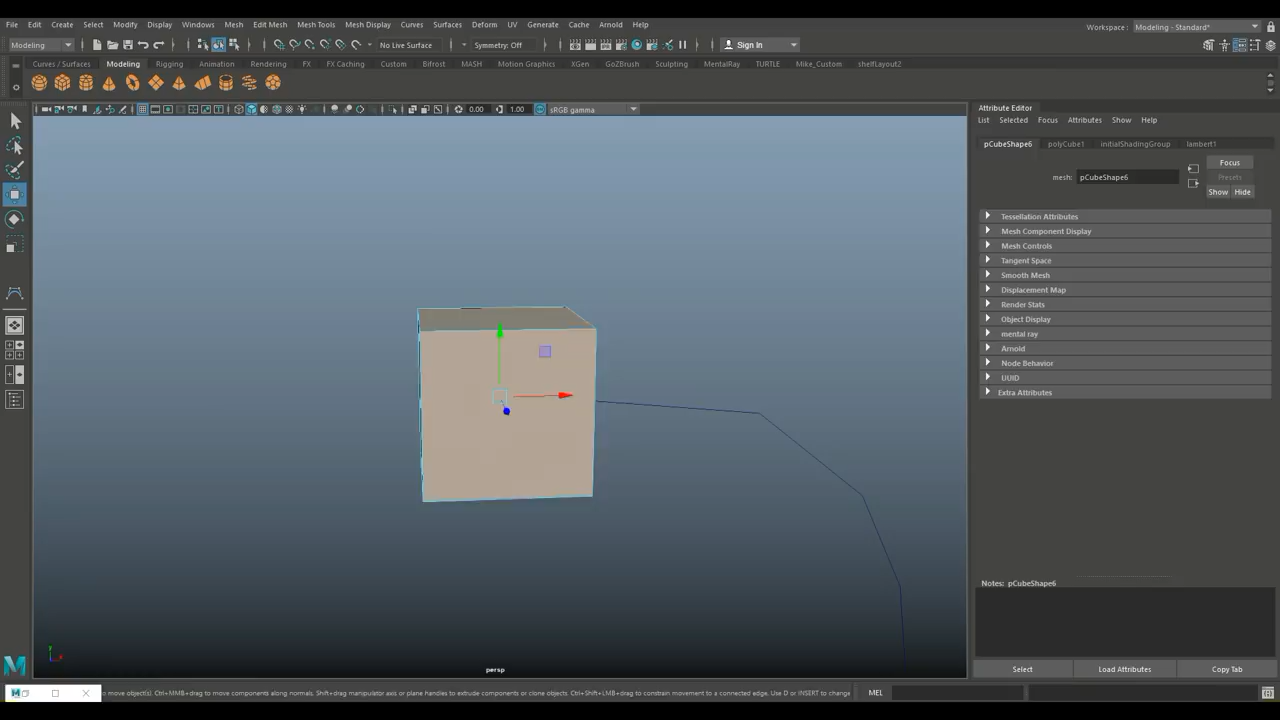 File Edit Create Select Modify Display Windows Mesh Edit Mesh Mesh Tools Mesh Display Curves Surfaces Deform UV Generate Cache Arnold Help
Workspace: Modeling - Standard*
Modeling No Live Surface Symmetry: Off Sign In
Curves / Surfaces Modeling Rigging Animation Rendering FX FX Caching Custom Bifrost MASH Motion Graphics XGen GoZBrush Sculpting MentalRay TURTLE Mike_Custom shelfLayout2
0.00 1.00 sRGB gamma
Attribute Editor
List Selected Focus Attributes Show Help
pCubeShape6 polyCube1 initialShadingGroup lambert1
Focus
mesh: pCubeShape6 Presets
Show Hide
Tessellation Attributes
Mesh Component Display
Mesh Controls
Tangent Space
Smooth Mesh
Displacement Map
Render Stats
Object Display
mental ray
Arnold
Node Behavior
UUID
Extra Attributes
Notes: pCubeShape6
y
x
persp
Select Load Attributes Copy Tab
to move object(s). Ctrl+MMB+drag to move components along normals. Shift+drag manipulator axis or plane handles to extrude components or clone objects. Ctrl+Shift+LMB+drag to constrain movement to a connected edge. Use D or INSERT to change MEL